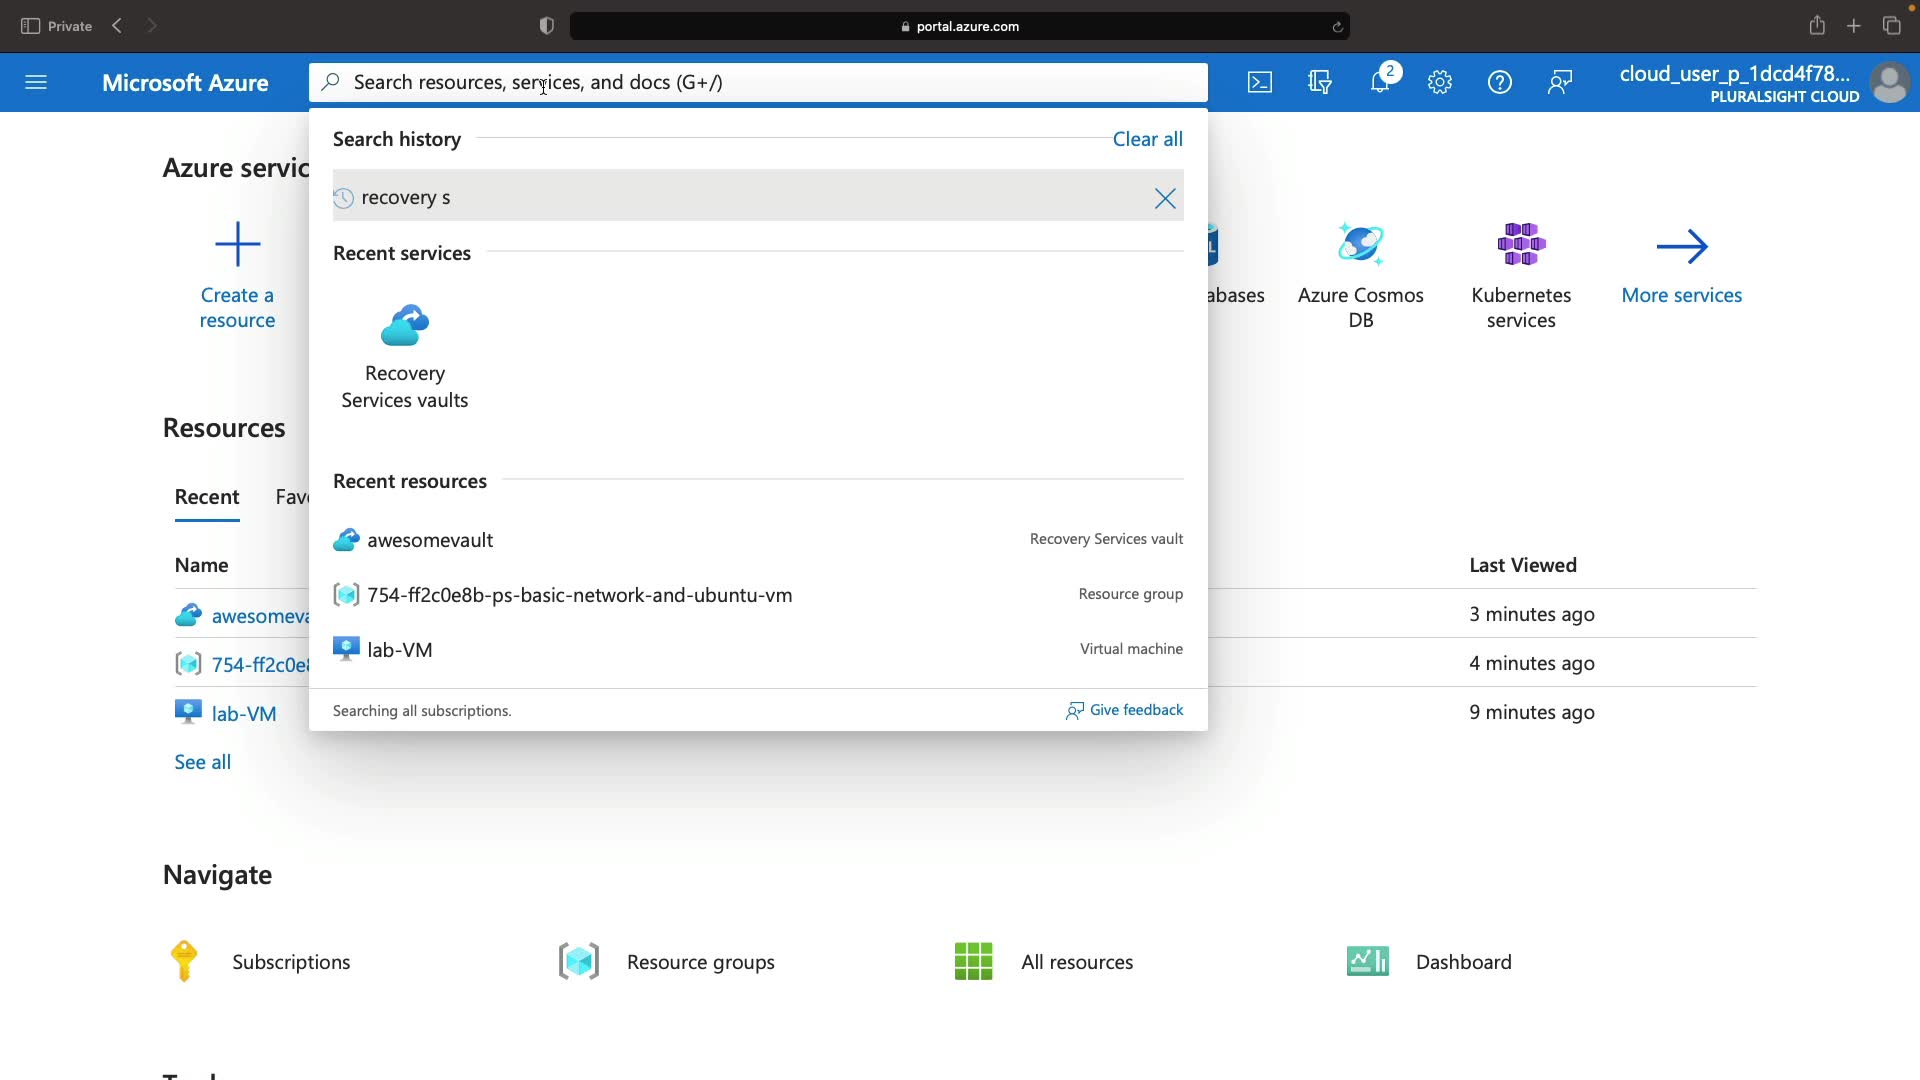 Private
portal.azure.com
Microsoft Azure
Search resources, services, and docs (G+/)
2
cloud_user_p_1dcd4f78...
PLURALSIGHT CLOUD
Search history
Clear all
recovery s
Recent services
Recovery
Services vaults
Recent resources
awesomevault
Recovery Services vault
754-ff2c0e8b-ps-basic-network-and-ubuntu-vm
Resource group
lab-VM
Virtual machine
Searching all subscriptions.
Give feedback
Azure servic
Create a
resource
abases
Azure Cosmos
DB
Kubernetes
services
More services
Resources
Recent
Fav
Name
Last Viewed
awesomeva
3 minutes ago
754-ff2c0e8
4 minutes ago
lab-VM
9 minutes ago
See all
Navigate
Subscriptions
Resource groups
All resources
Dashboard